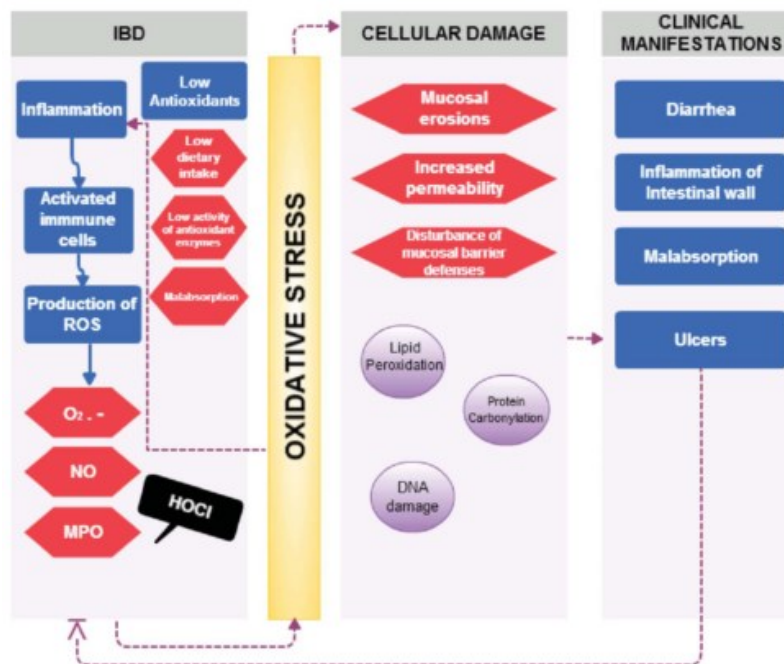 IBD
Inflammation
Low
Antioxidants
Low
dietary
intake
Activated
immmune
cells
Low activity
of antioxidant
enzymes
Malabsorption
Production of
ROS
O₂ . -
NO
MPO
HOCI
OXIDATIVE STRESS
CELLULAR DAMAGE
Mucosal
erosions
Increased
permeability
Disturbance of
mucosal barrier
defenses
Lipid
Peroxidation
Protein
Carbonylation
DNA
damage
CLINICAL
MANIFESTATIONS
Diarrhea
Inflammation of
Intestinal wall
Malabsorption
Ulcers